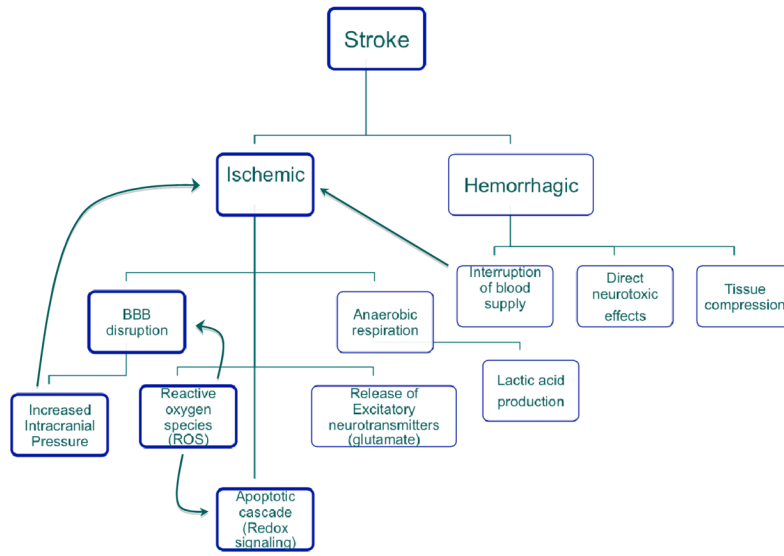 Stroke
Ischemic
Hemorrhagic
Interruption
of blood
supply
Direct
neurotoxic
effects
Tissue
compression
BBB
disruption
Anaerobic
respiration
Increased
Intracranial
Pressure
Reactive
oxygen
species
(ROS)
Release of
Excitatory
neurotransmitters
(glutamate)
Lactic acid
production
Apoptotic
cascade
(Redox
signaling)